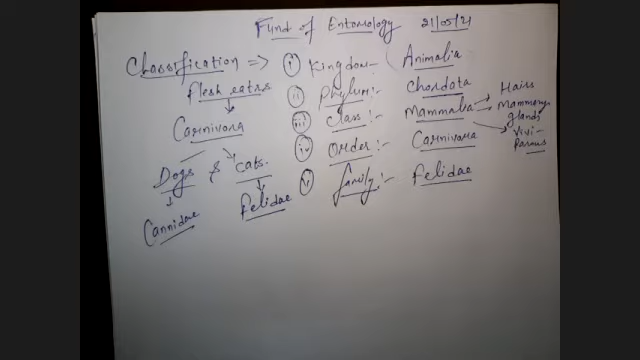 Fund of Entomology 21/05/21
Classification => (i) Kingdom- Animalia
Flesh eaters
Carnivora
Dogs & Cats.
Cannidae Felidae
(ii) Phylum:- Chordata
(iii) Class:- Mammalia
Hairs
Mammary
glands
Vivi-
Parous
(iv) Order:- Carnivora
(v) family:- Felidae